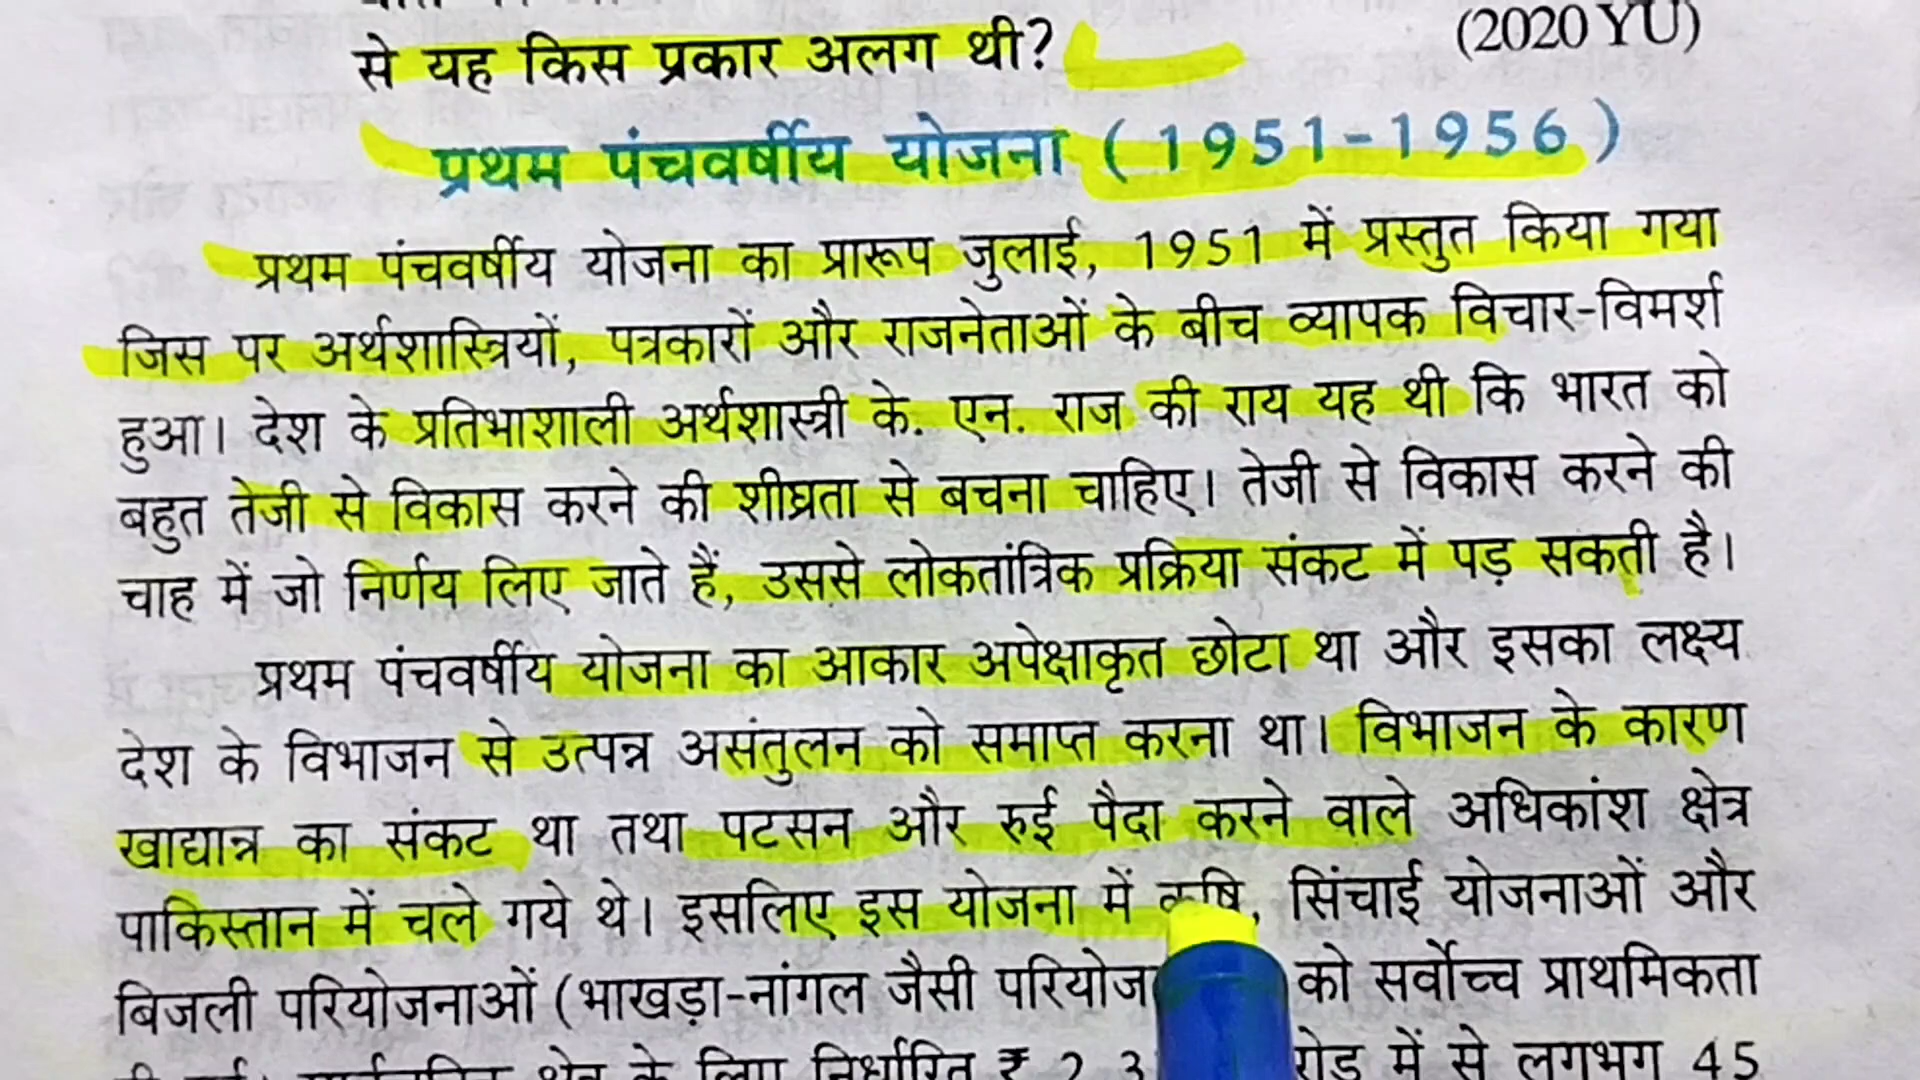 से यह किस प्रकार अलग थी? (2020 YU)
प्रथम पंचवर्षीय योजना (1951-1956)
प्रथम पंचवर्षीय योजना का प्रारूप जुलाई, 1951 में प्रस्तुत किया गया
जिस पर अर्थशास्त्रियों, पत्रकारों और राजनेताओं के बीच व्यापक विचार-विमर्श
हुआ। देश के प्रतिभाशाली अर्थशास्त्री के. एन. राज की राय यह थी कि भारत को
बहुत तेजी से विकास करने की शीघ्रता से बचना चाहिए। तेजी से विकास करने की
चाह में जो निर्णय लिए जाते हैं, उससे लोकतांत्रिक प्रक्रिया संकट में पड़ सकती है।
प्रथम पंचवर्षीय योजना का आकार अपेक्षाकृत छोटा था और इसका लक्ष्य
देश के विभाजन से उत्पन्न असंतुलन को समाप्त करना था। विभाजन के कारण
खाद्यान्न का संकट था तथा पटसन और रुई पैदा करने वाले अधिकांश क्षेत्र
पाकिस्तान में चले गये थे। इसलिए इस योजना में कृषि, सिंचाई योजनाओं और
बिजली परियोजनाओं (भाखड़ा-नांगल जैसी को सर्वोच्च प्राथमिकता
के लिए निर्धारित ₹ में से लगभग 45